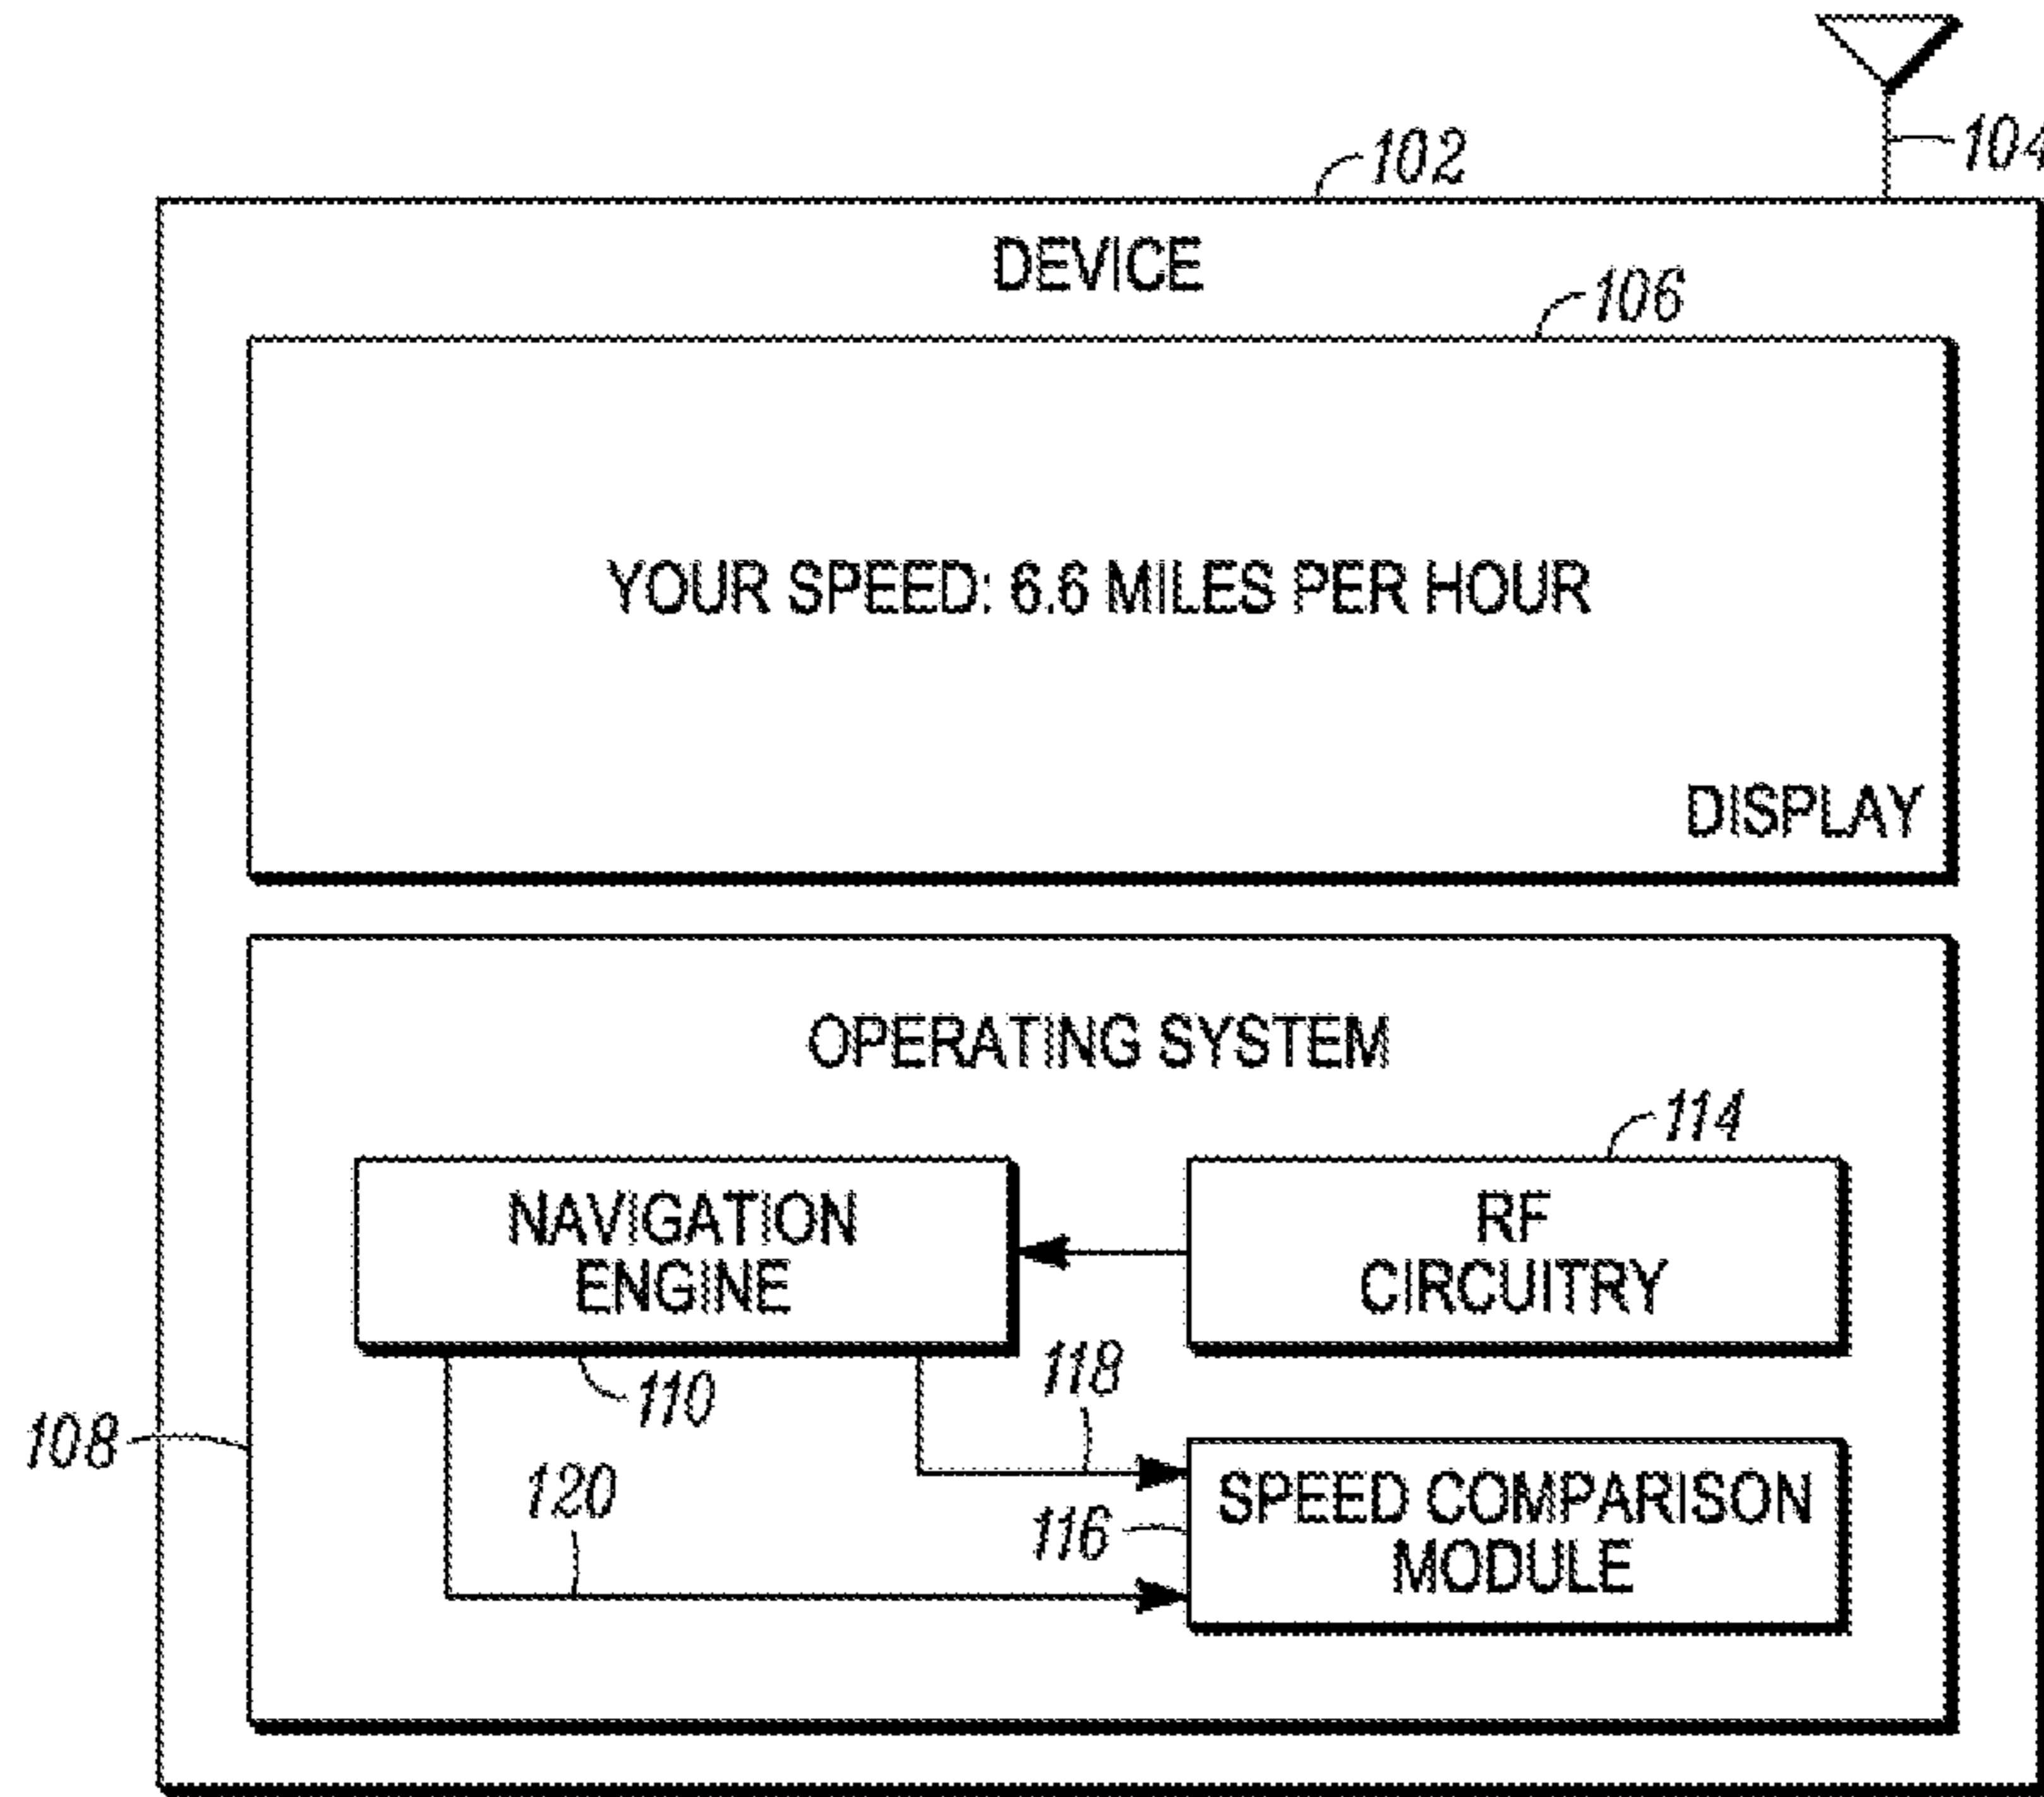 104
102
DEVICE
106
YOUR SPEED: 6.6 MILES PER HOUR
DISPLAY
OPERATING SYSTEM
114
NAVIGATION
ENGINE
RF
CIRCUITRY
110
118
108
120
116
SPEED COMPARISON
MODULE